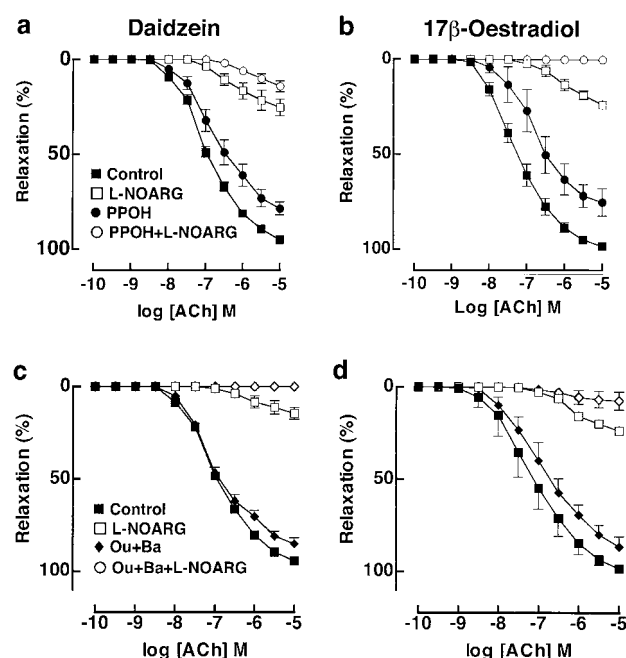 Daidzein
17β-Oestradiol
a
b
0
50
100
Relaxation (%)
Control
L-NOARG
PPOH
PPOH+L-NOARG
-10 -9 -8 -7 -6 -5
log [ACh] M
0
50
100
Relaxation (%)
-10 -9 -8 -7 -6 -5
Log [ACh] M
c
d
0
50
100
Relaxation (%)
Control
L-NOARG
Ou+Ba
Ou+Ba+L-NOARG
-10 -9 -8 -7 -6 -5
log [ACh] M
0
50
100
Relaxation (%)
-10 -9 -8 -7 -6 -5
log [ACh] M